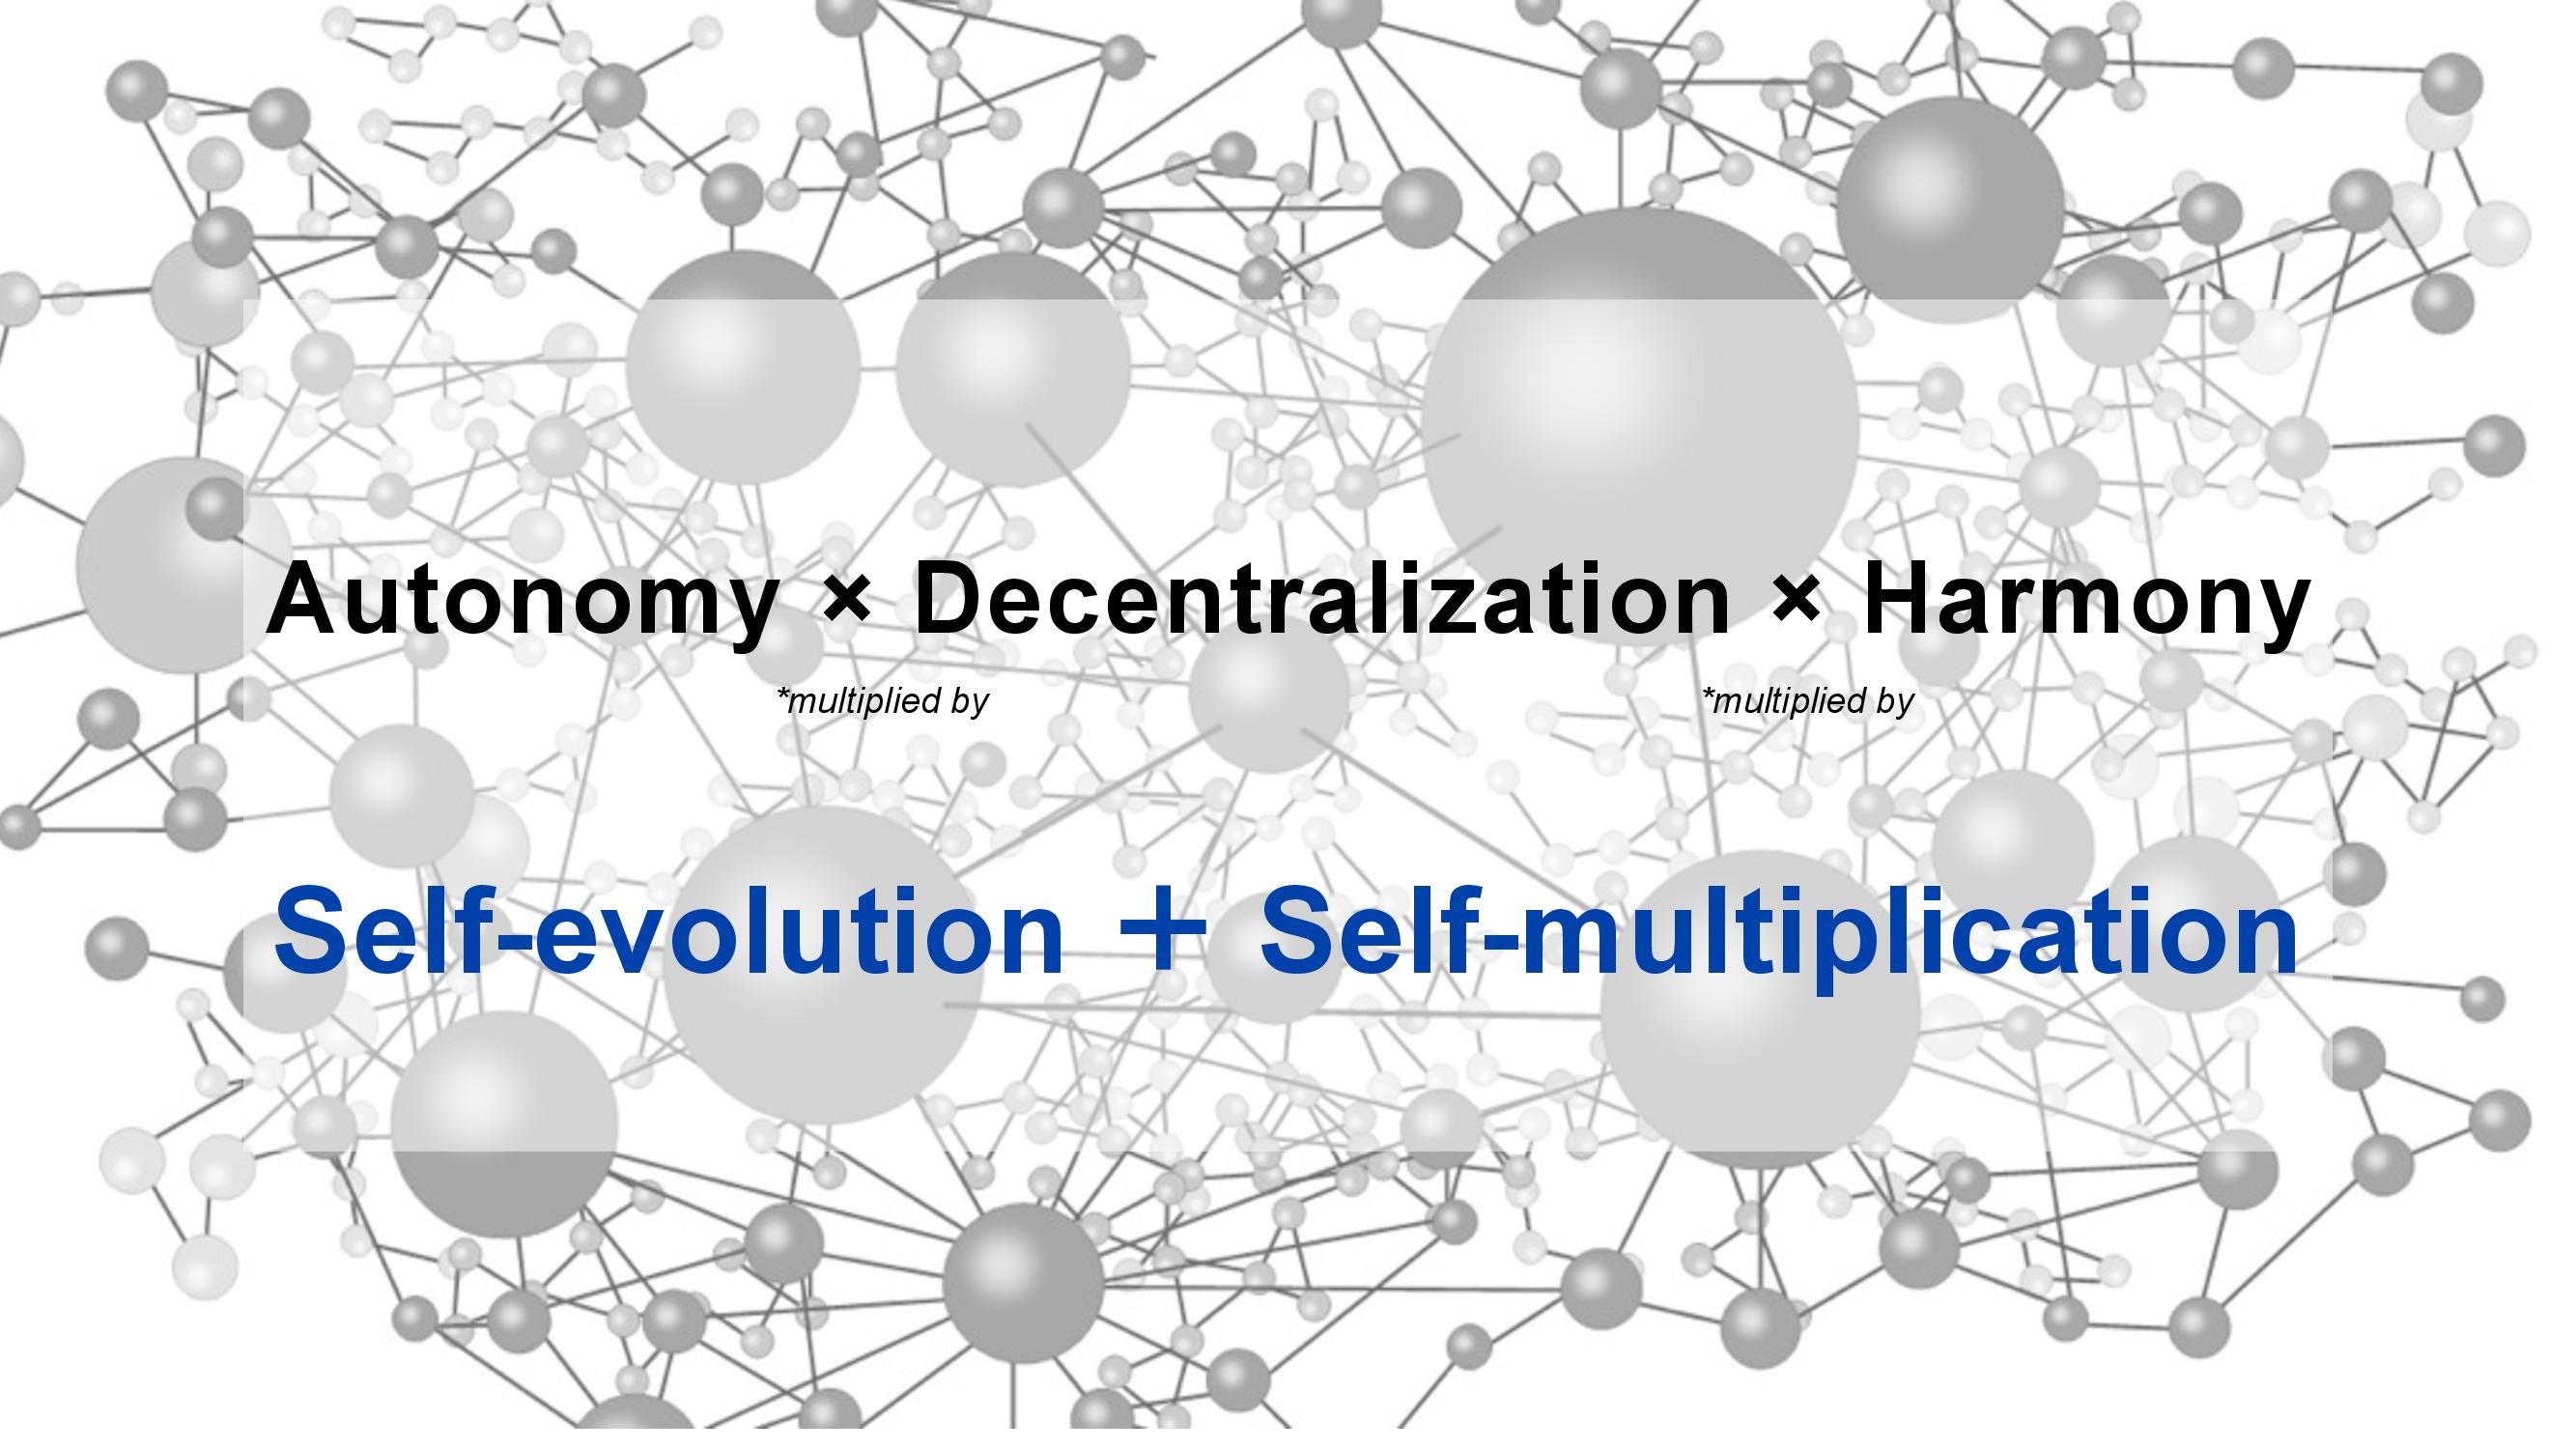 Autonomy × Decentralization × Harmony
*multiplied by *multiplied by
Self-evolution + Self-multiplication